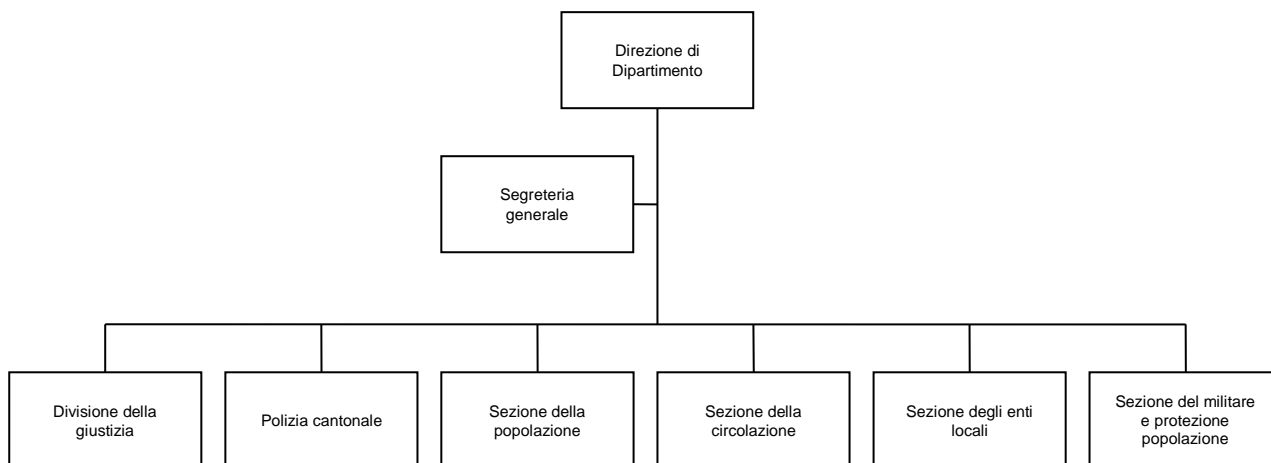 Direzione di
Dipartimento
Segreteria
generale
Divisione della
giustizia
Polizia cantonale
Sezione della
popolazione
Sezione della
circolazione
Sezione degli enti
locali
Sezione del militare
e protezione
popolazione